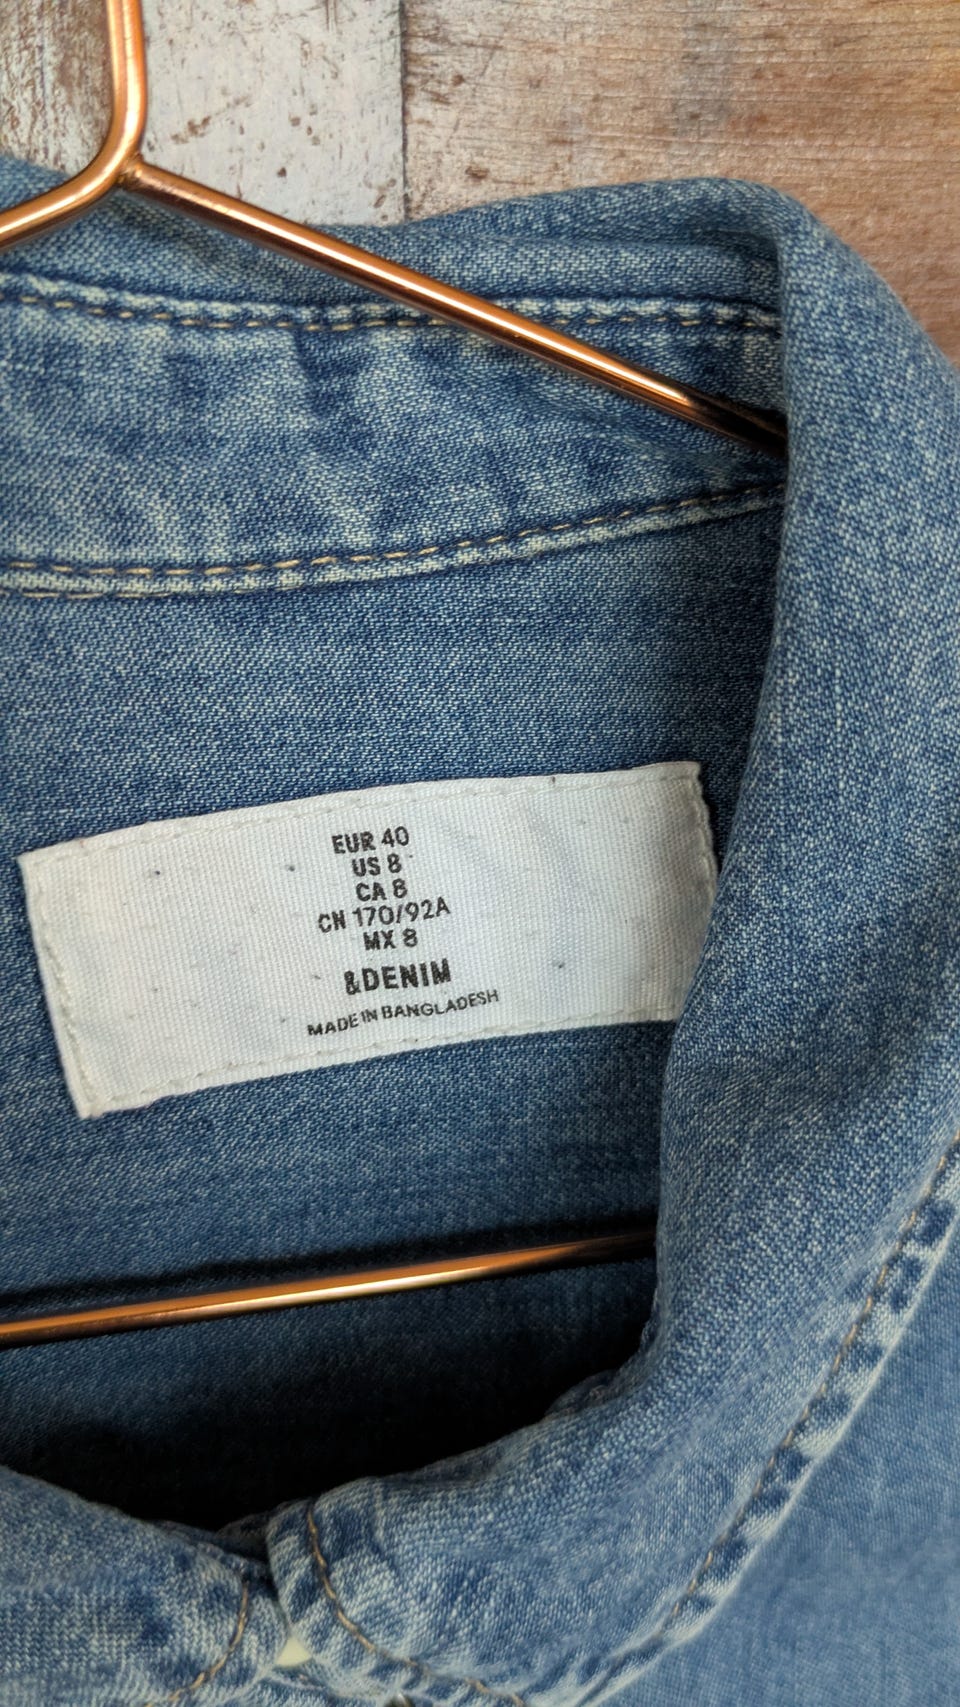 EUR 40
US 8
CA 8
CN 170/92A
MX 8
&DENIM
MADE IN BANGLADESH